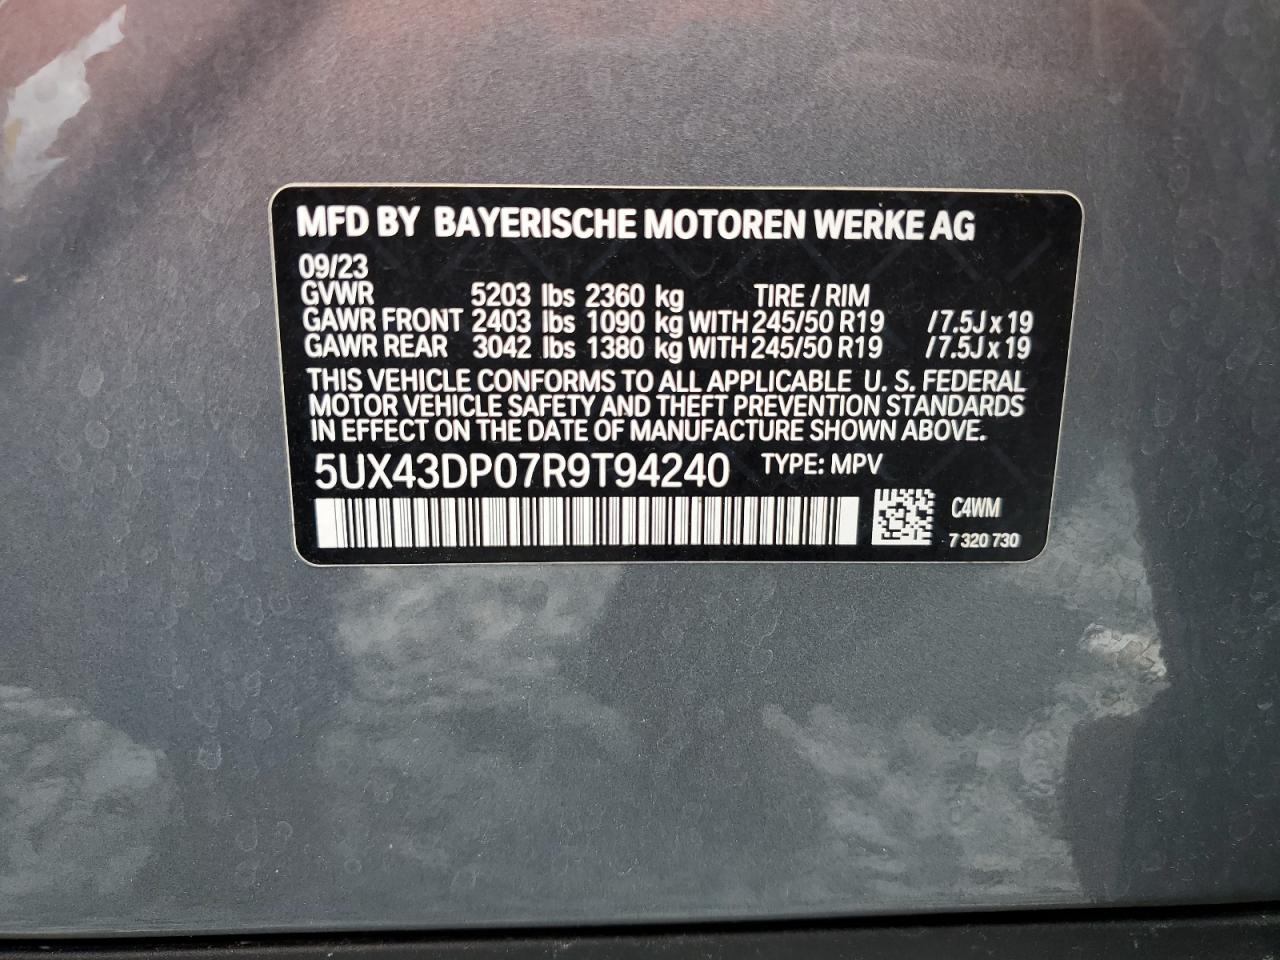 MFD BY BAYERISCHE MOTOREN WERKE AG
09/23
GVWR 5203 lbs 2360 kg TIRE / RIM
GAWR FRONT 2403 lbs 1090 kg WITH 245/50 R19 /7.5J x 19
GAWR REAR 3042 lbs 1380 kg WITH 245/50 R19 /7.5J x 19
THIS VEHICLE CONFORMS TO ALL APPLICABLE U. S. FEDERAL
MOTOR VEHICLE SAFETY AND THEFT PREVENTION STANDARDS
IN EFFECT ON THE DATE OF MANUFACTURE SHOWN ABOVE.
5UX43DP07R9T94240 TYPE: MPV
C4WM
7 320 730